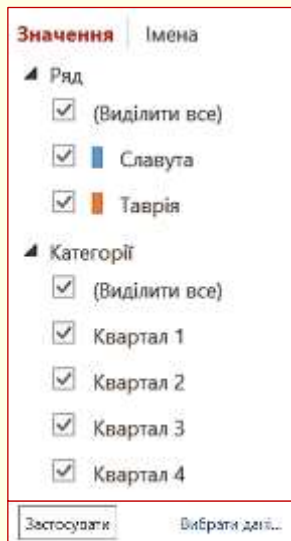 Значення Імена
Ряд
(Виділити все)
Славута
Таврія
Категорії
(Виділити все)
Квартал 1
Квартал 2
Квартал 3
Квартал 4
Застосувати Вибрати дані...